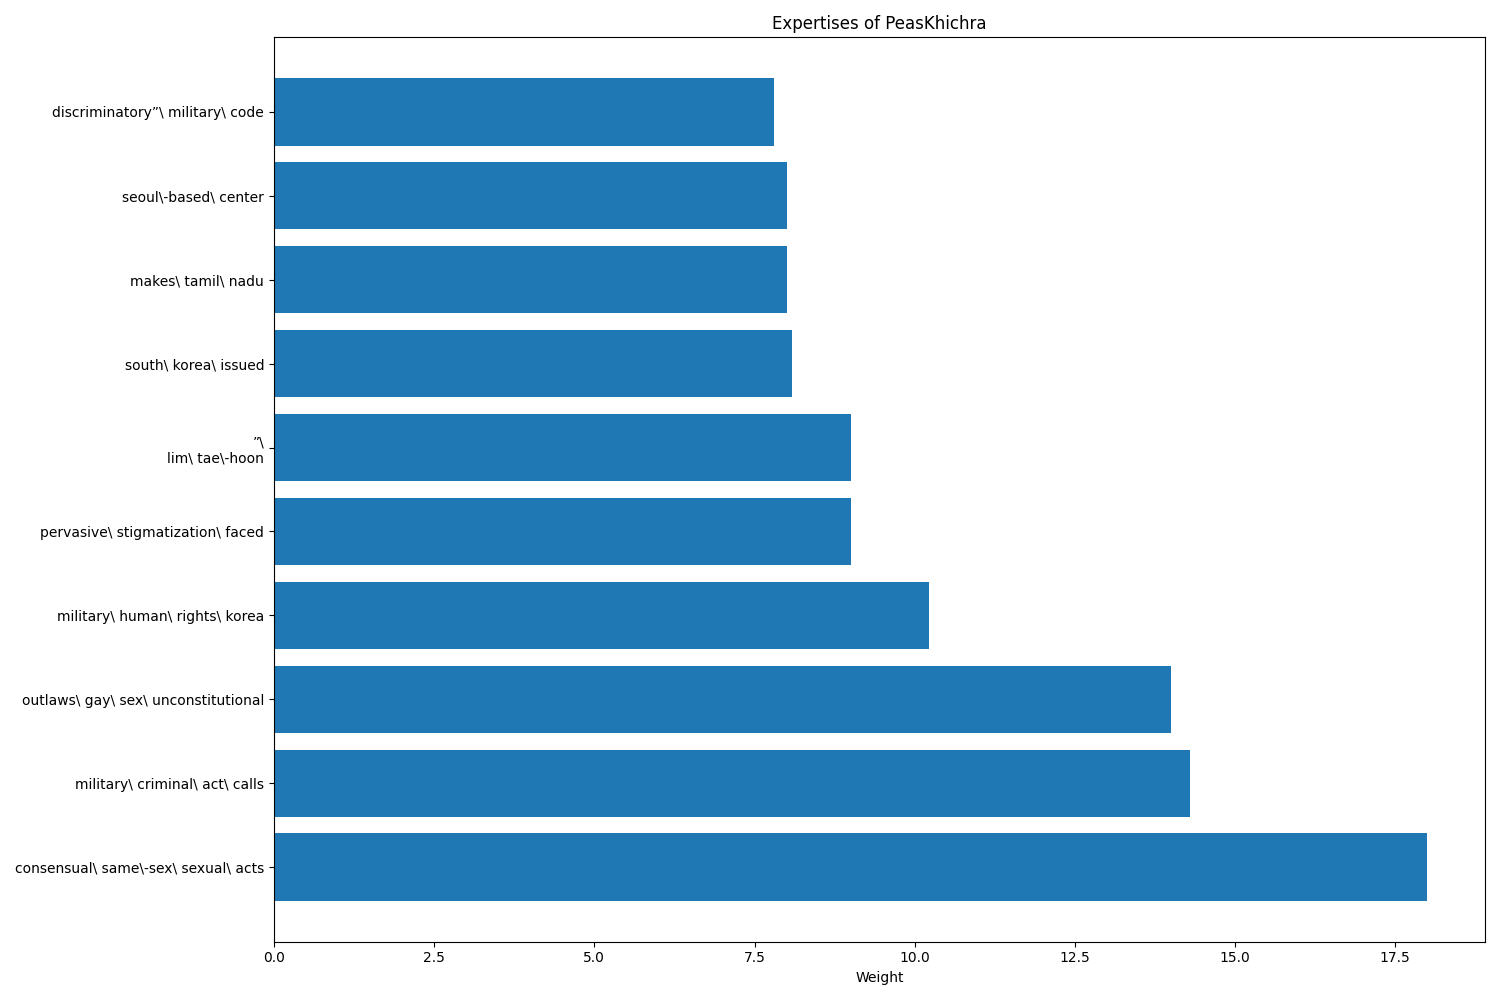 Expertises of PeasKhichra
discriminatory”\ military\ code
seoul\-based\ center
makes\ tamil\ nadu
south\ korea\ issued
”\
lim\ tae\-hoon
pervasive\ stigmatization\ faced
military\ human\ rights\ korea
outlaws\ gay\ sex\ unconstitutional
military\ criminal\ act\ calls
consensual\ same\-sex\ sexual\ acts
0.0 2.5 5.0 7.5 10.0 12.5 15.0 17.5
Weight